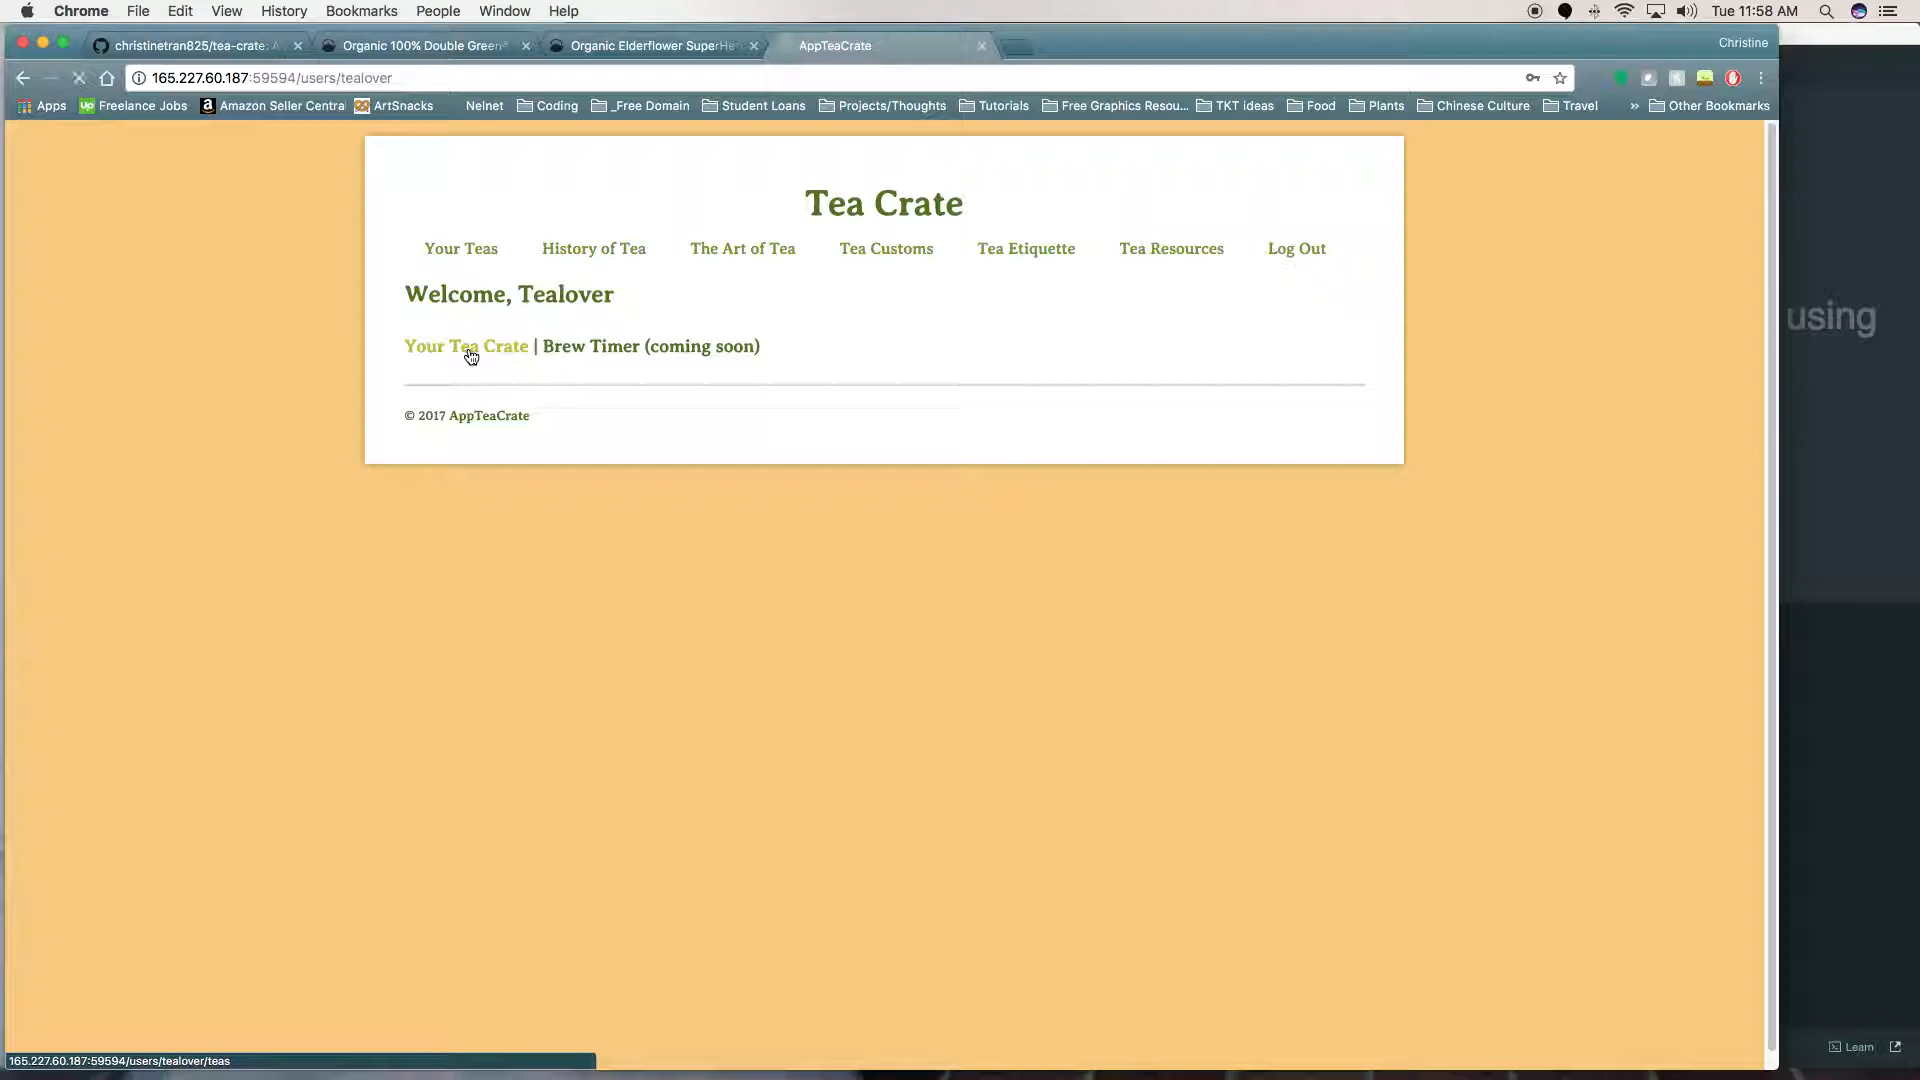 Chrome File Edit View History Bookmarks People Window Help Tue 11:58 AM
christinetran825/tea-crate: A Organic 100% Double Green Organic Elderflower SuperHe AppTeaCrate Christine
165.227.60.187:59594/users/tealover
Apps Freelance Jobs Amazon Seller Centra ArtSnacks Nelnet Coding _Free Domain Student Loans Projects/Thoughts Tutorials Free Graphics Resou... TKT ideas Food Plants Chinese Culture Travel » Other Bookmarks
Tea Crate
Your Teas History of Tea The Art of Tea Tea Customs Tea Etiquette Tea Resources Log Out
Welcome, Tealover
using
Your Tea Crate | Brew Timer (coming soon)
© 2017 AppTeaCrate
Learn
165.227.60.187:59594/users/tealover/teas